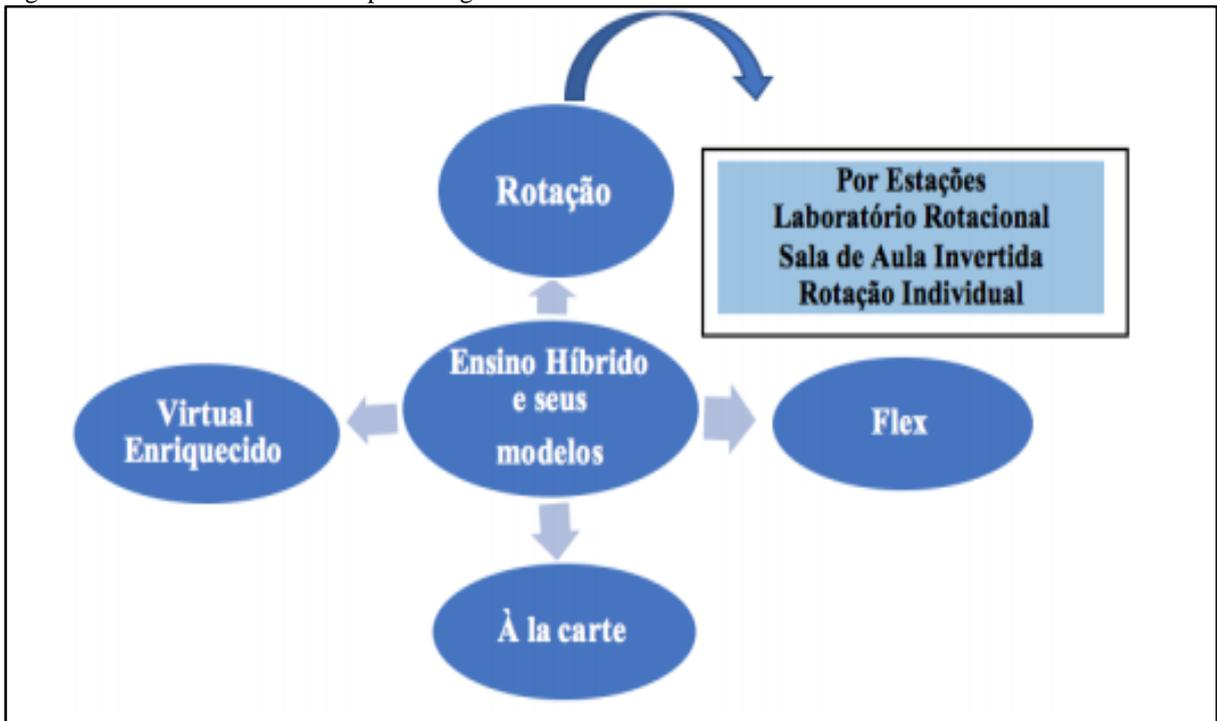 Rotação
Por Estações
Laboratório Rotacional
Sala de Aula Invertida
Rotação Individual
Ensino Híbrido
e seus
modelos
Virtual
Enriquecido
Flex
À la carte